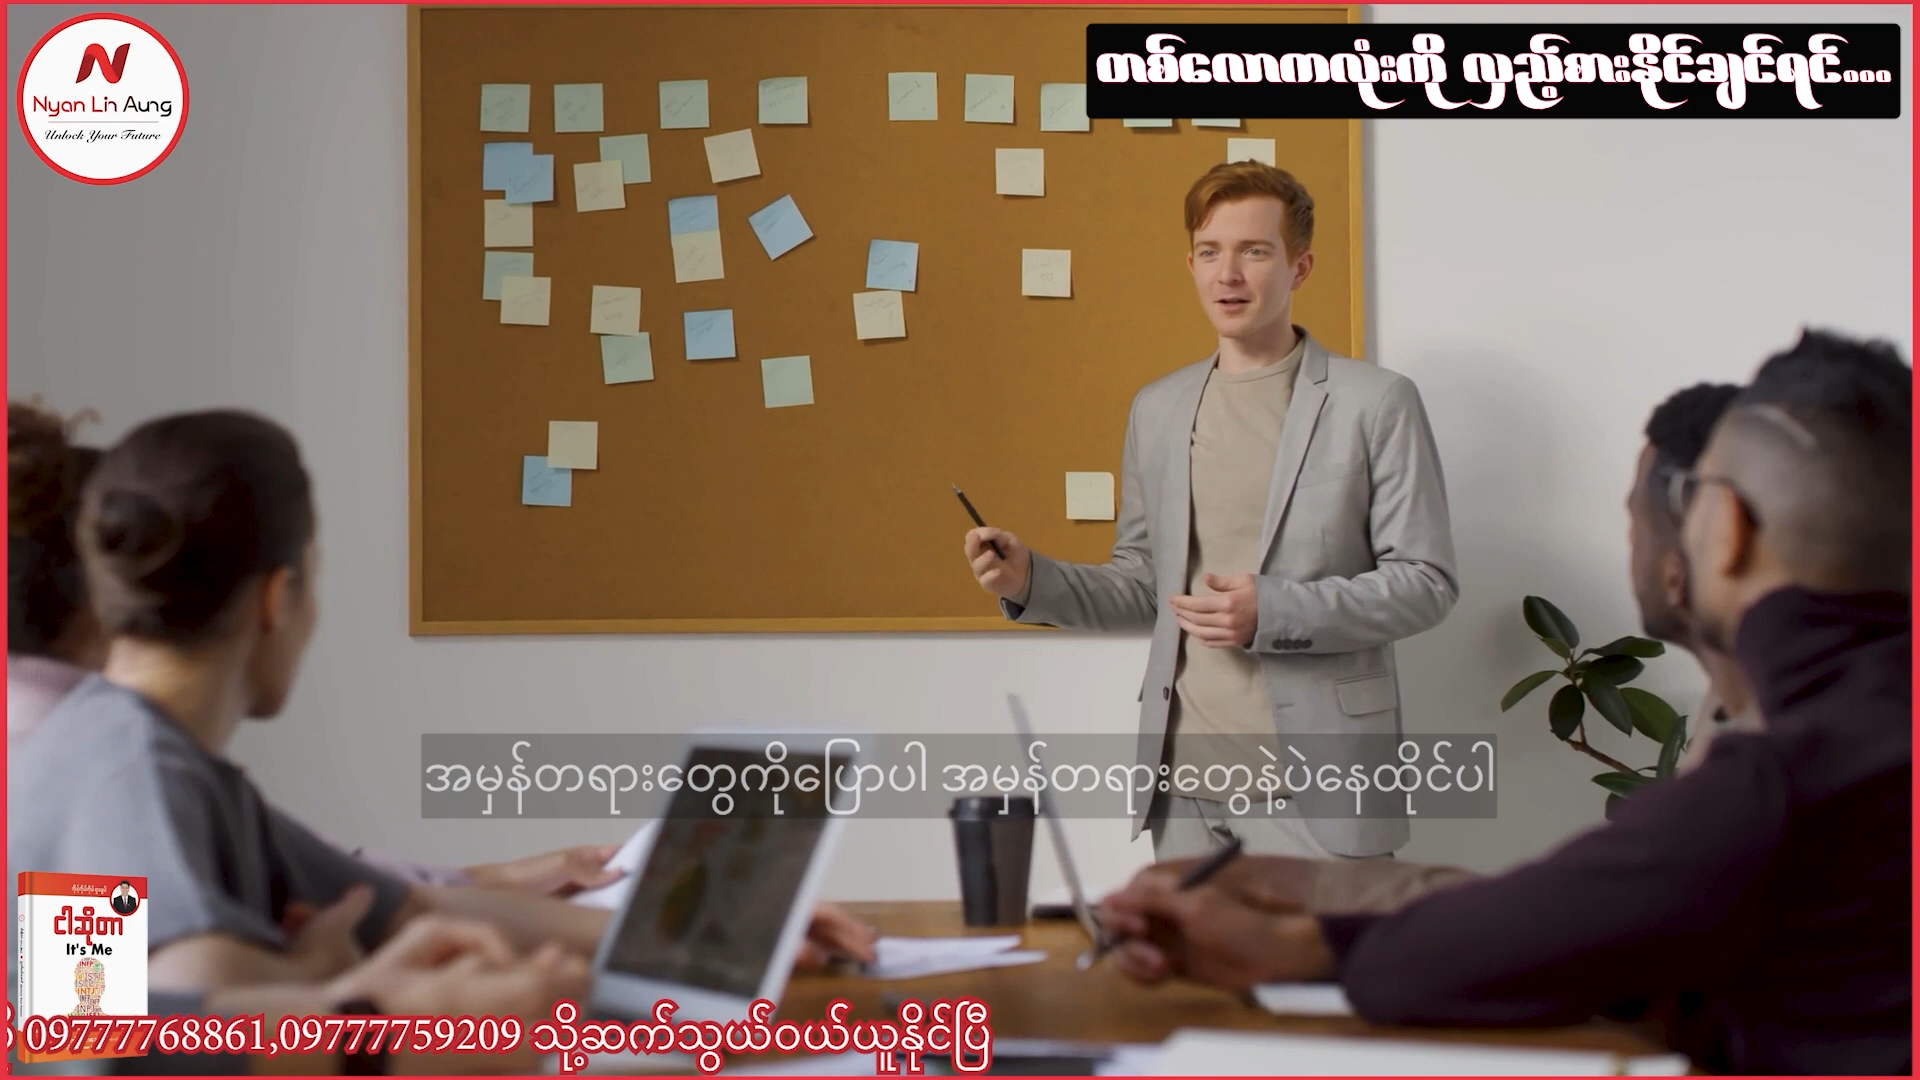 N
Nyan Lin Aung
Unlock Your Future
တစ်လောကလုံးကို လှည့်စားနိုင်ချင်ရင်...
အမှန်တရားတွေကိုပြောပါ အမှန်တရားတွေနဲ့ပဲနေထိုင်ပါ
ငါဆိုတာ
It's Me
INTJ
09777768861,09777759209 သို့ဆက်သွယ်ဝယ်ယူနိုင်ပြီ